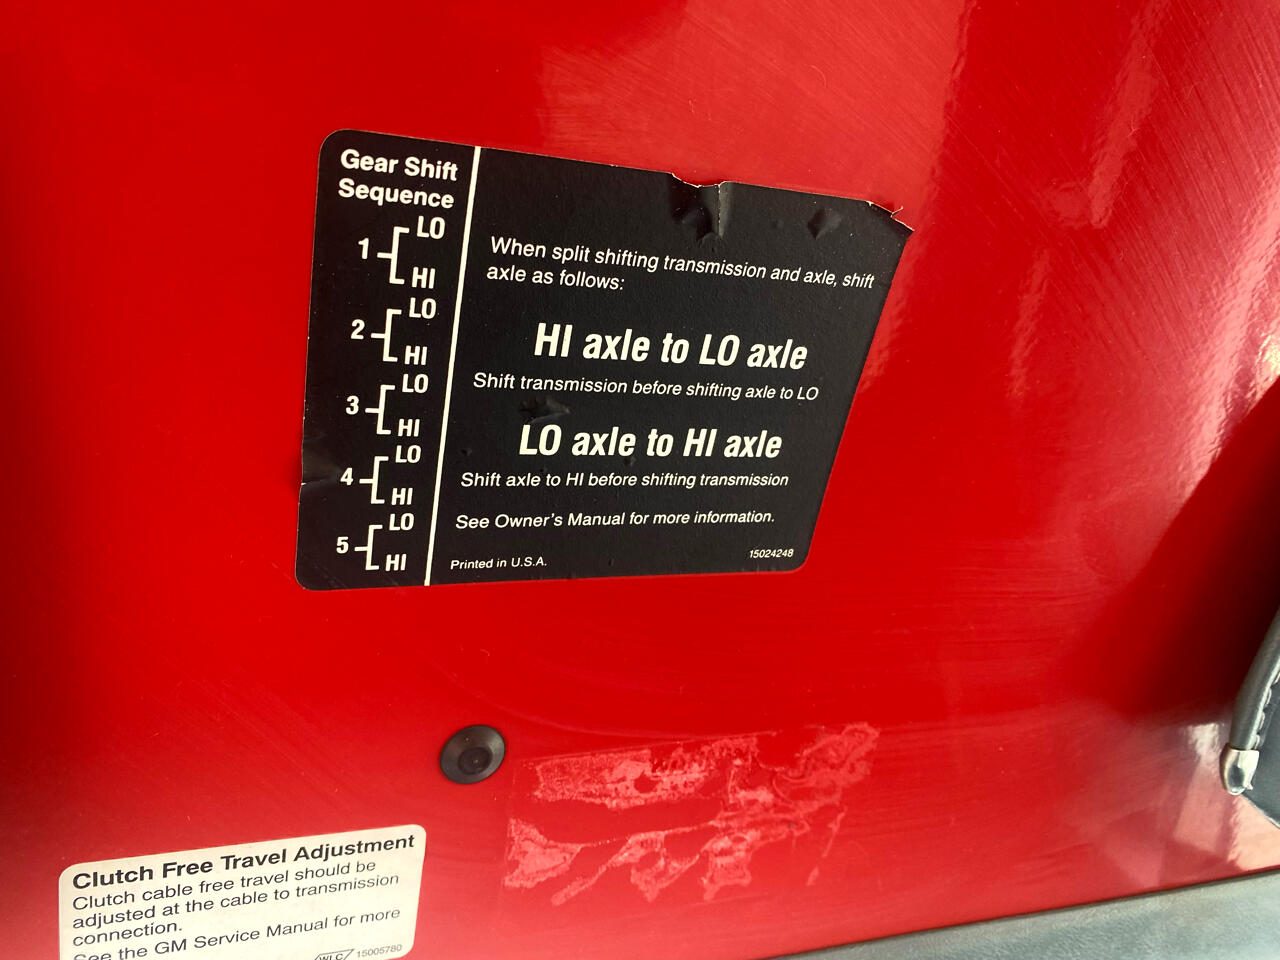 Gear Shift
Sequence
1 LO
HI
2 LO
HI
3 LO
HI
4 LO
HI
5 LO
HI
When split shifting transmission and axle, shift
axle as follows:
HI axle to LO axle
Shift transmission before shifting axle to LO
LO axle to HI axle
Shift axle to HI before shifting transmission
See Owner's Manual for more information.
Printed in U.S.A.
15024248
Clutch Free Travel Adjustment
Clutch cable free travel should be
adjusted at the cable to transmission
connection.
See the GM Service Manual for more
WLC 15005780